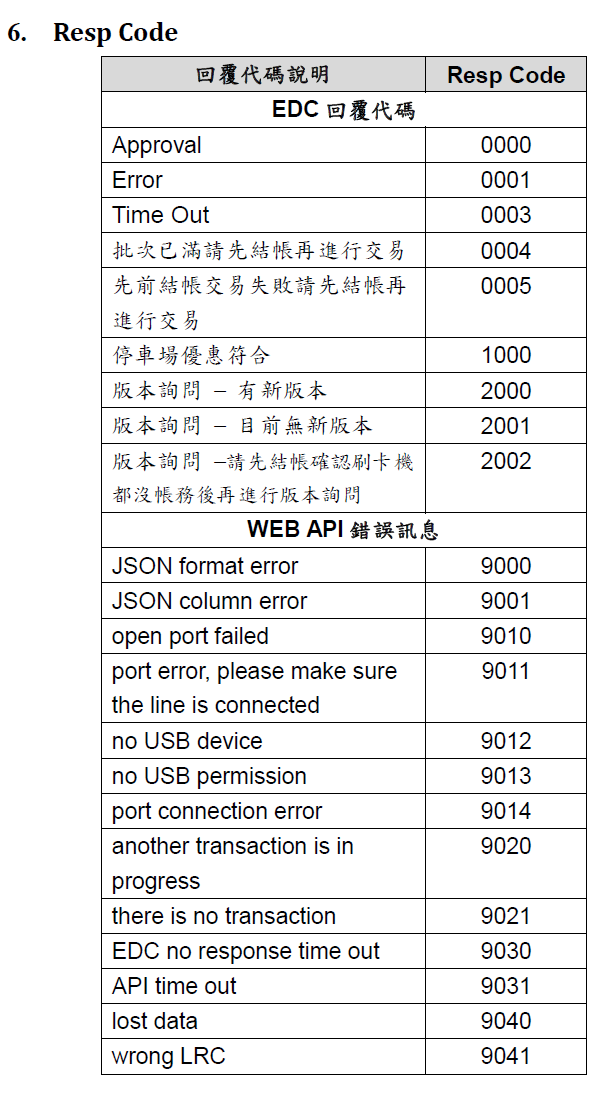 6. Resp Code
回覆代碼說明 Resp Code
EDC 回覆代碼
Approval 0000
Error 0001
Time Out 0003
批次已滿請先結帳再進行交易 0004
先前結帳交易失敗請先結帳再 0005
進行交易
停車場優惠符合 1000
版本詢問 – 有新版本 2000
版本詢問 – 目前無新版本 2001
版本詢問 –請先結帳確認刷卡機 2002
都沒帳務後再進行版本詢問
WEB API 錯誤訊息
JSON format error 9000
JSON column error 9001
open port failed 9010
port error, please make sure 9011
the line is connected
no USB device 9012
no USB permission 9013
port connection error 9014
another transaction is in 9020
progress
there is no transaction 9021
EDC no response time out 9030
API time out 9031
lost data 9040
wrong LRC 9041